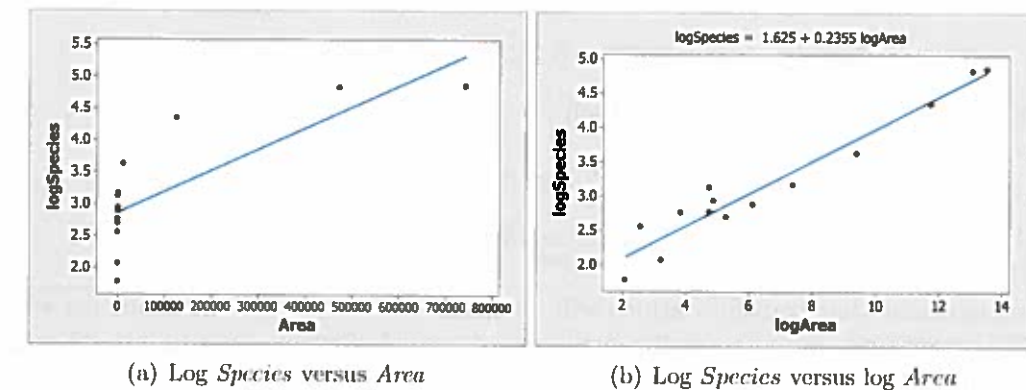 5.5
5.0
4.5
4.0
3.5
3.0
2.5
2.0
logSpecies
0 100000 200000 300000 400000 500000 600000 700000 800000
Area
(a) Log Species versus Area
logSpecies = 1.625 + 0.2355 logArea
5.0
4.5
4.0
3.5
3.0
2.5
2.0
logSpecies
2 4 6 8 10 12 14
logArea
(b) Log Species versus log Area